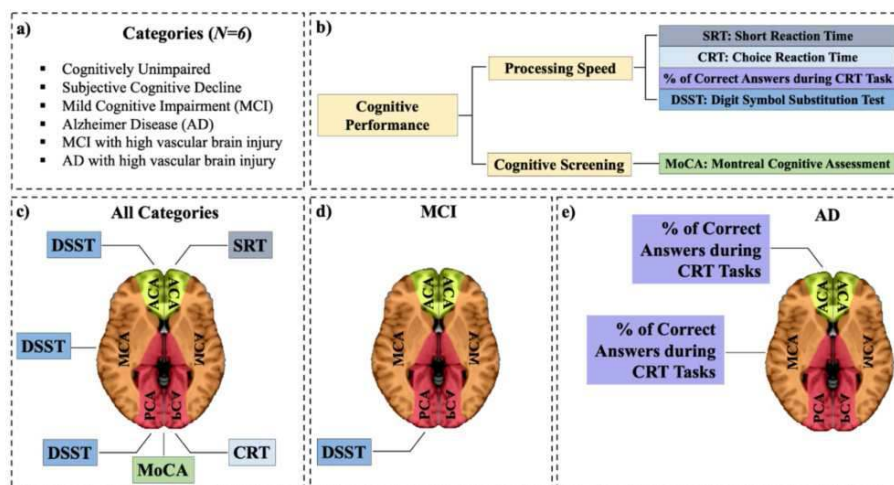 a)
Categories (N=6)
▪ Cognitively Unimpaired
▪ Subjective Cognitive Decline
▪ Mild Cognitive Impairment (MCI)
▪ Alzheimer Disease (AD)
▪ MCI with high vascular brain injury
▪ AD with high vascular brain injury
b)
Cognitive
Performance
Processing Speed
Cognitive Screening
SRT: Short Reaction Time
CRT: Choice Reaction Time
% of Correct Answers during CRT Task
DSST: Digit Symbol Substitution Test
MoCA: Montreal Cognitive Assessment
c)
All Categories
DSST
SRT
ACA
ACA
DSST
MCA
MCA
PCA
PCA
DSST
CRT
MoCA
d)
MCI
ACA
ACA
MCA
MCA
PCA
PCA
DSST
e)
AD
% of Correct
Answers during
CRT Tasks
ACA
ACA
% of Correct
Answers during
CRT Tasks
MCA
MCA
PCA
PCA